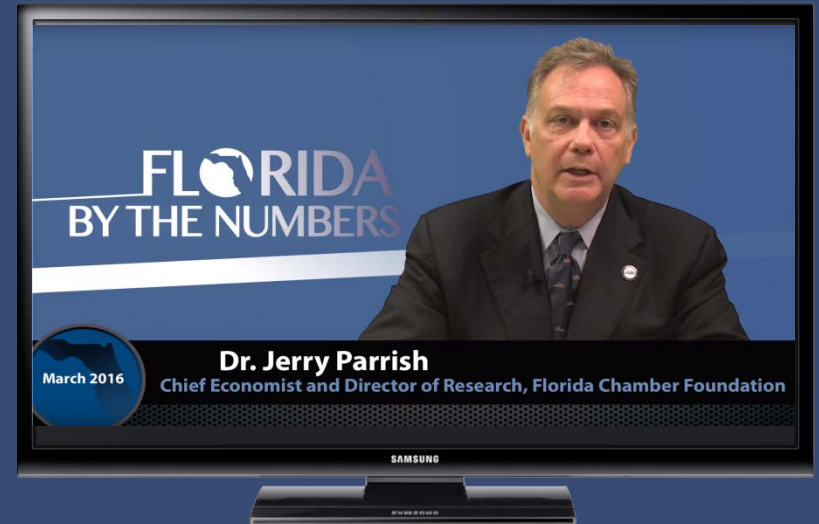 FLORIDA
BY THE NUMBERS
Dr. Jerry Parrish
March 2016
Chief Economist and Director of Research, Florida Chamber Foundation
SAMSUNG